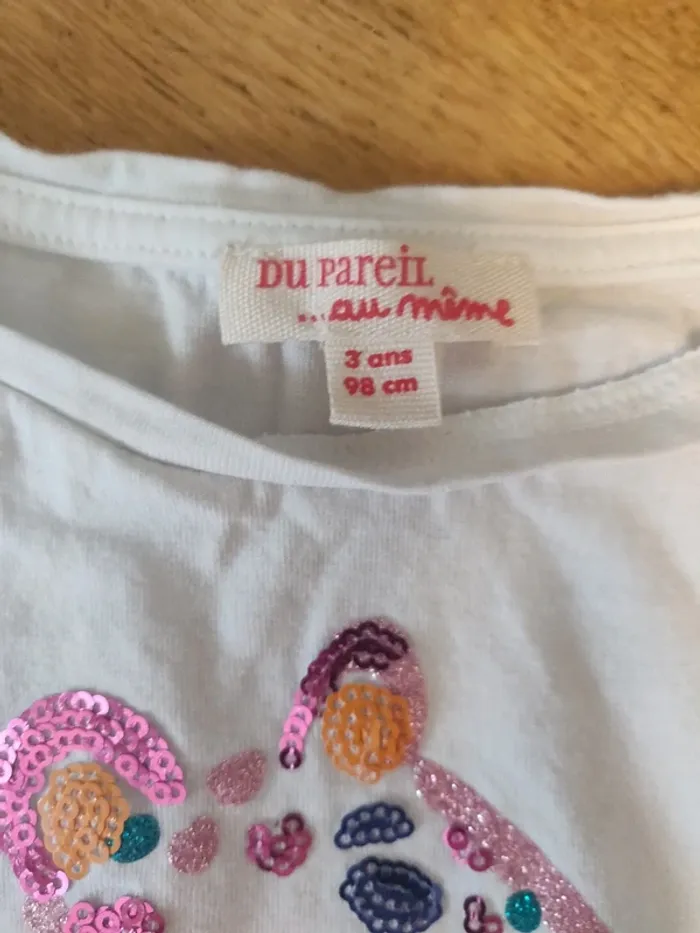 DU PAREIL
...au même
3 ans
98 cm